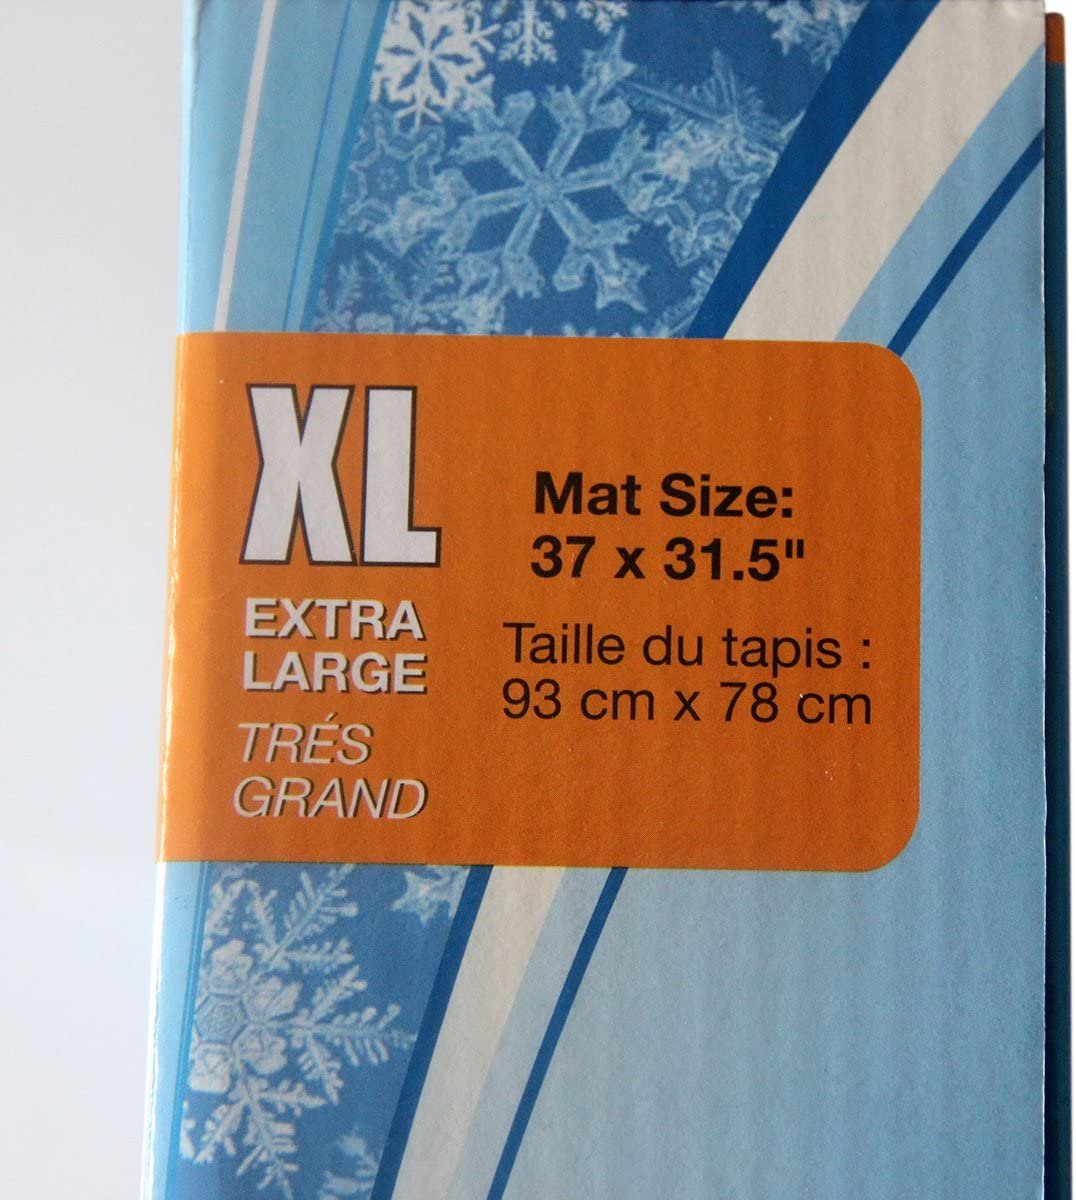 XL
EXTRA
LARGE
TRÉS
GRAND
Mat Size:
37 x 31.5"
Taille du tapis :
93 cm x 78 cm